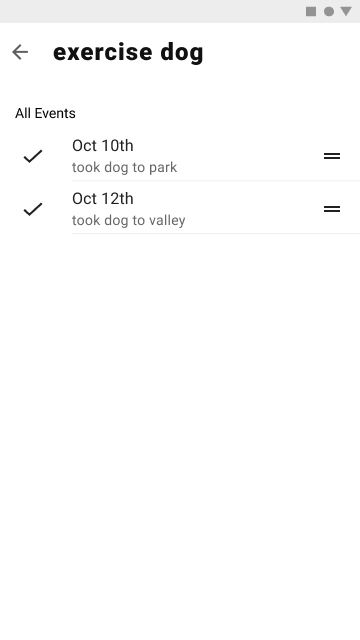 exercise dog
All Events
Oct 10th
took dog to park
Oct 12th
took dog to valley